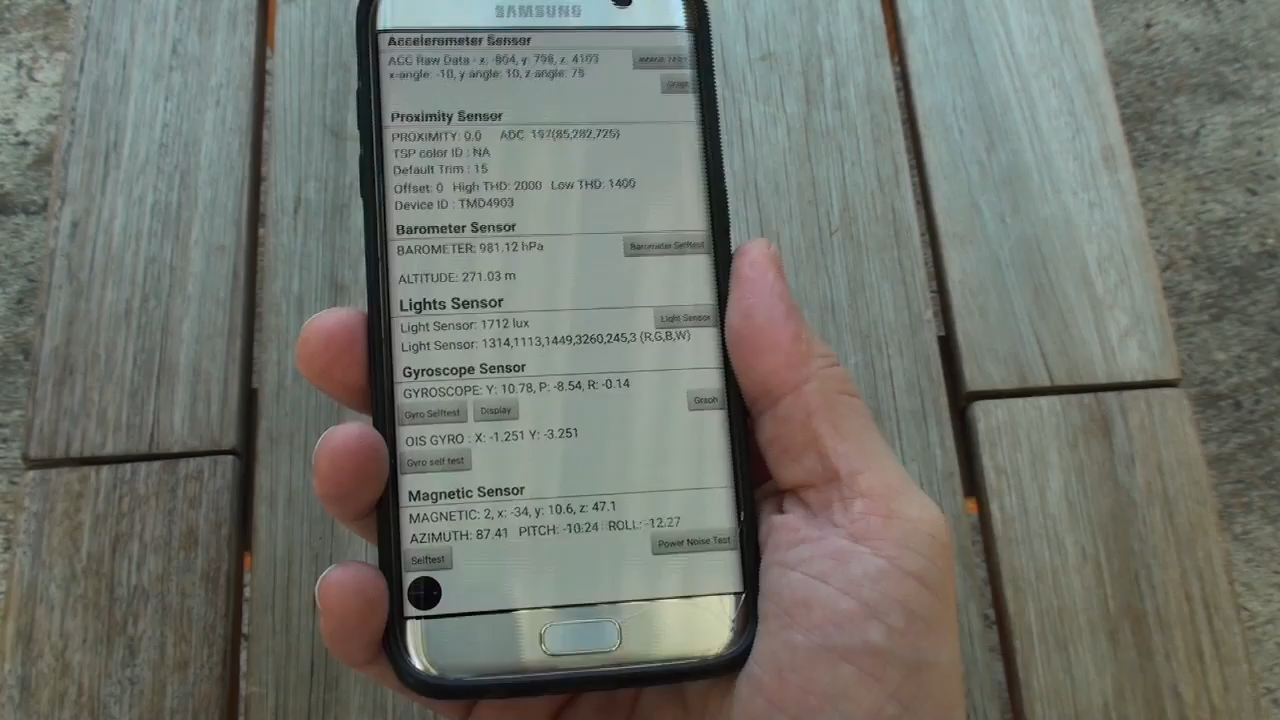 SAMSUNG
Accelerometer Sensor
ACC Raw Data - x: -804, y: 798, z: 4103
x-angle: -10, y angle: 10, z-angle: 75
Graph
Proximity Sensor
PROXIMITY: 0.0 ADC 197(85,282,725)
TSP color ID : NA
Default Trim : 15
Offset: 0 High THD: 2000 Low THD: 1400
Device ID : TMD4903
Barometer Sensor
BAROMETER: 981.12 hPa
Barometer Selftest
ALTITUDE: 271.03 m
Lights Sensor
Light Sensor: 1712 lux
Light Sensor
Light Sensor: 1314,1113,1449,3260,245,3 (R,G,B,W)
Gyroscope Sensor
GYROSCOPE: Y: 10.78, P: -8.54, R: -0.14
Gyro Selftest Display Graph
OIS GYRO : X: -1.251 Y: -3.251
Gyro self test
Magnetic Sensor
MAGNETIC: 2, x: -34, y: 10.6, z: 47.1
AZIMUTH: 87.41 PITCH: -10.24 ROLL: -12.27
Selftest Power Noise Test